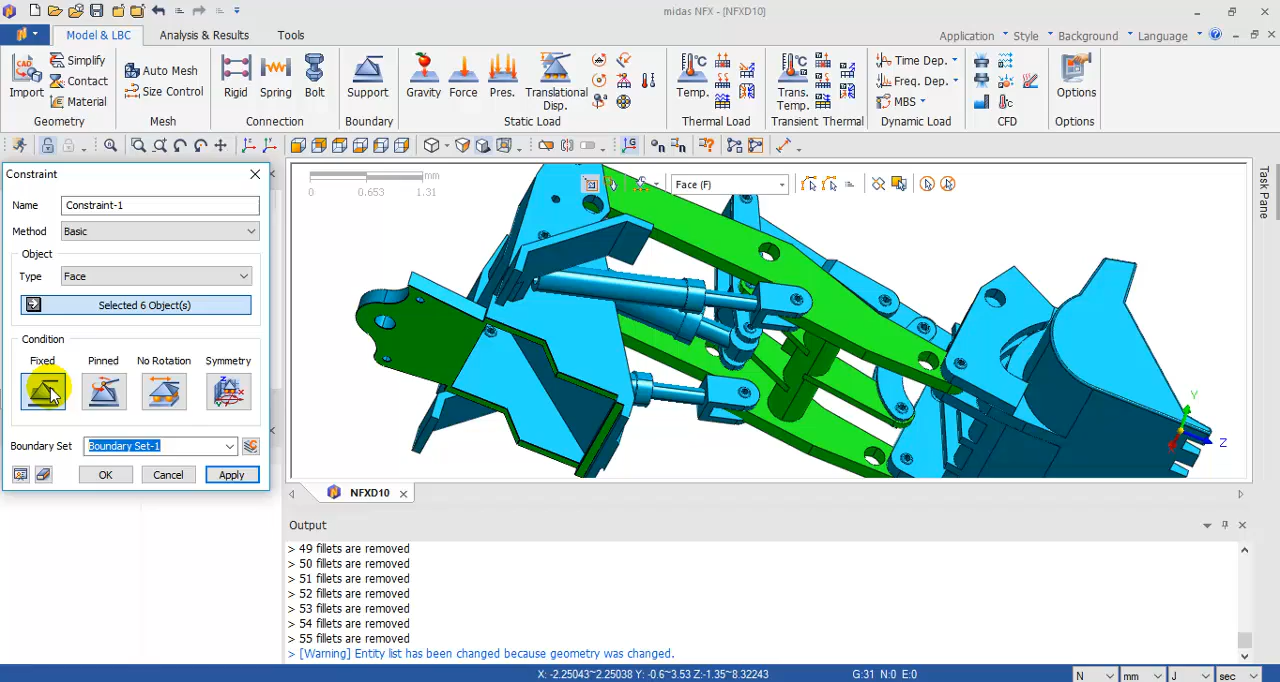 midas NFX - [NFXD10]
Model & LBC
Analysis & Results
Tools
Application
Style
Background
Language
Import
Simplify
Contact
Material
Geometry
Auto Mesh
Size Control
Mesh
Rigid
Spring
Bolt
Connection
Support
Boundary
Gravity
Force
Pres.
Translational
Disp.
Static Load
Temp.
Thermal Load
Trans.
Temp.
Transient Thermal
Time Dep.
Freq. Dep.
MBS
Dynamic Load
CFD
Options
Options
Constraint
Name
Constraint-1
Method
Basic
Object
Type
Face
Selected 6 Object(s)
Condition
Fixed
Pinned
No Rotation
Symmetry
Boundary Set
Boundary Set-1
OK
Cancel
Apply
mm
0
0.653
1.31
Face (F)
Y
Z
Task Pane
NFXD10
Output
> 49 fillets are removed
> 50 fillets are removed
> 51 fillets are removed
> 52 fillets are removed
> 53 fillets are removed
> 54 fillets are removed
> 55 fillets are removed
> [Warning] Entity list has been changed because geometry was changed.
X: -2.25043~2.25038 Y: -0.6~3.53 Z:-1.35~8.32243
G:31 N:0 E:0
N
mm
J
sec